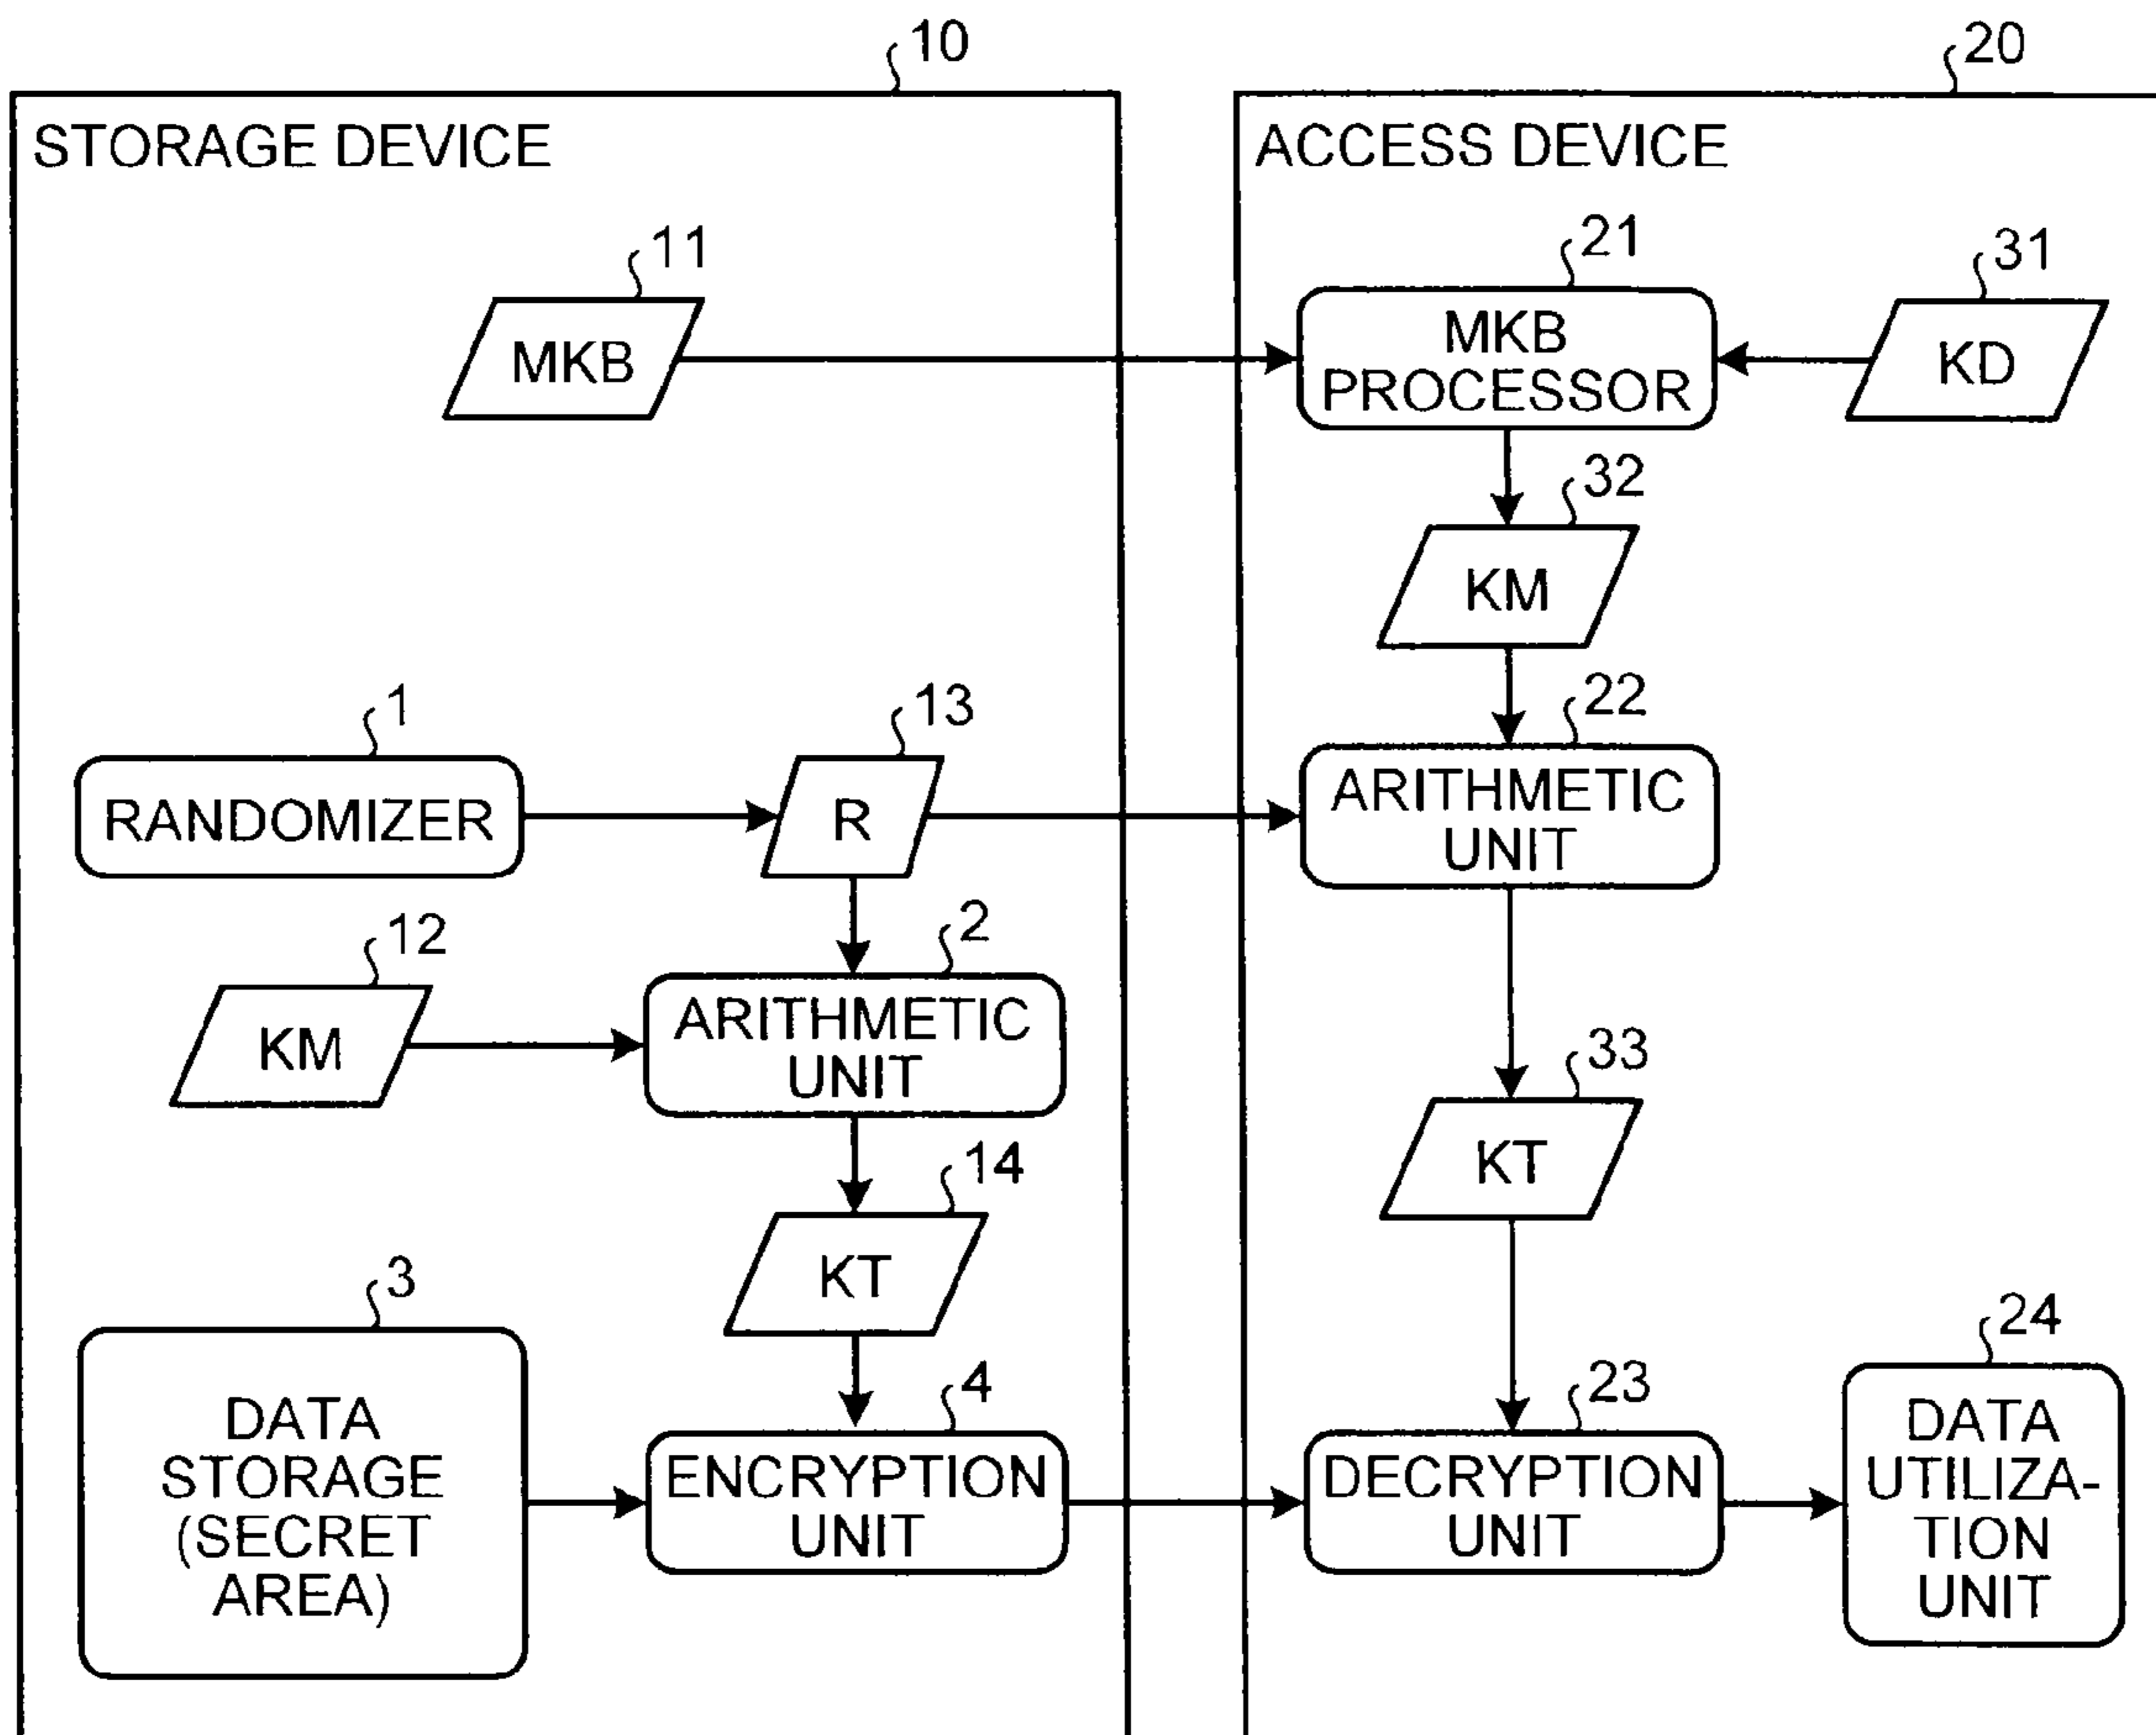 10
20
STORAGE DEVICE
ACCESS DEVICE
11
MKB
21
MKB
PROCESSOR
31
KD
32
KM
1
RANDOMIZER
13
R
22
ARITHMETIC
UNIT
12
KM
2
ARITHMETIC
UNIT
33
KT
14
KT
3
DATA
STORAGE
(SECRET
AREA)
4
ENCRYPTION
UNIT
23
DECRYPTION
UNIT
24
DATA
UTILIZA-
TION
UNIT